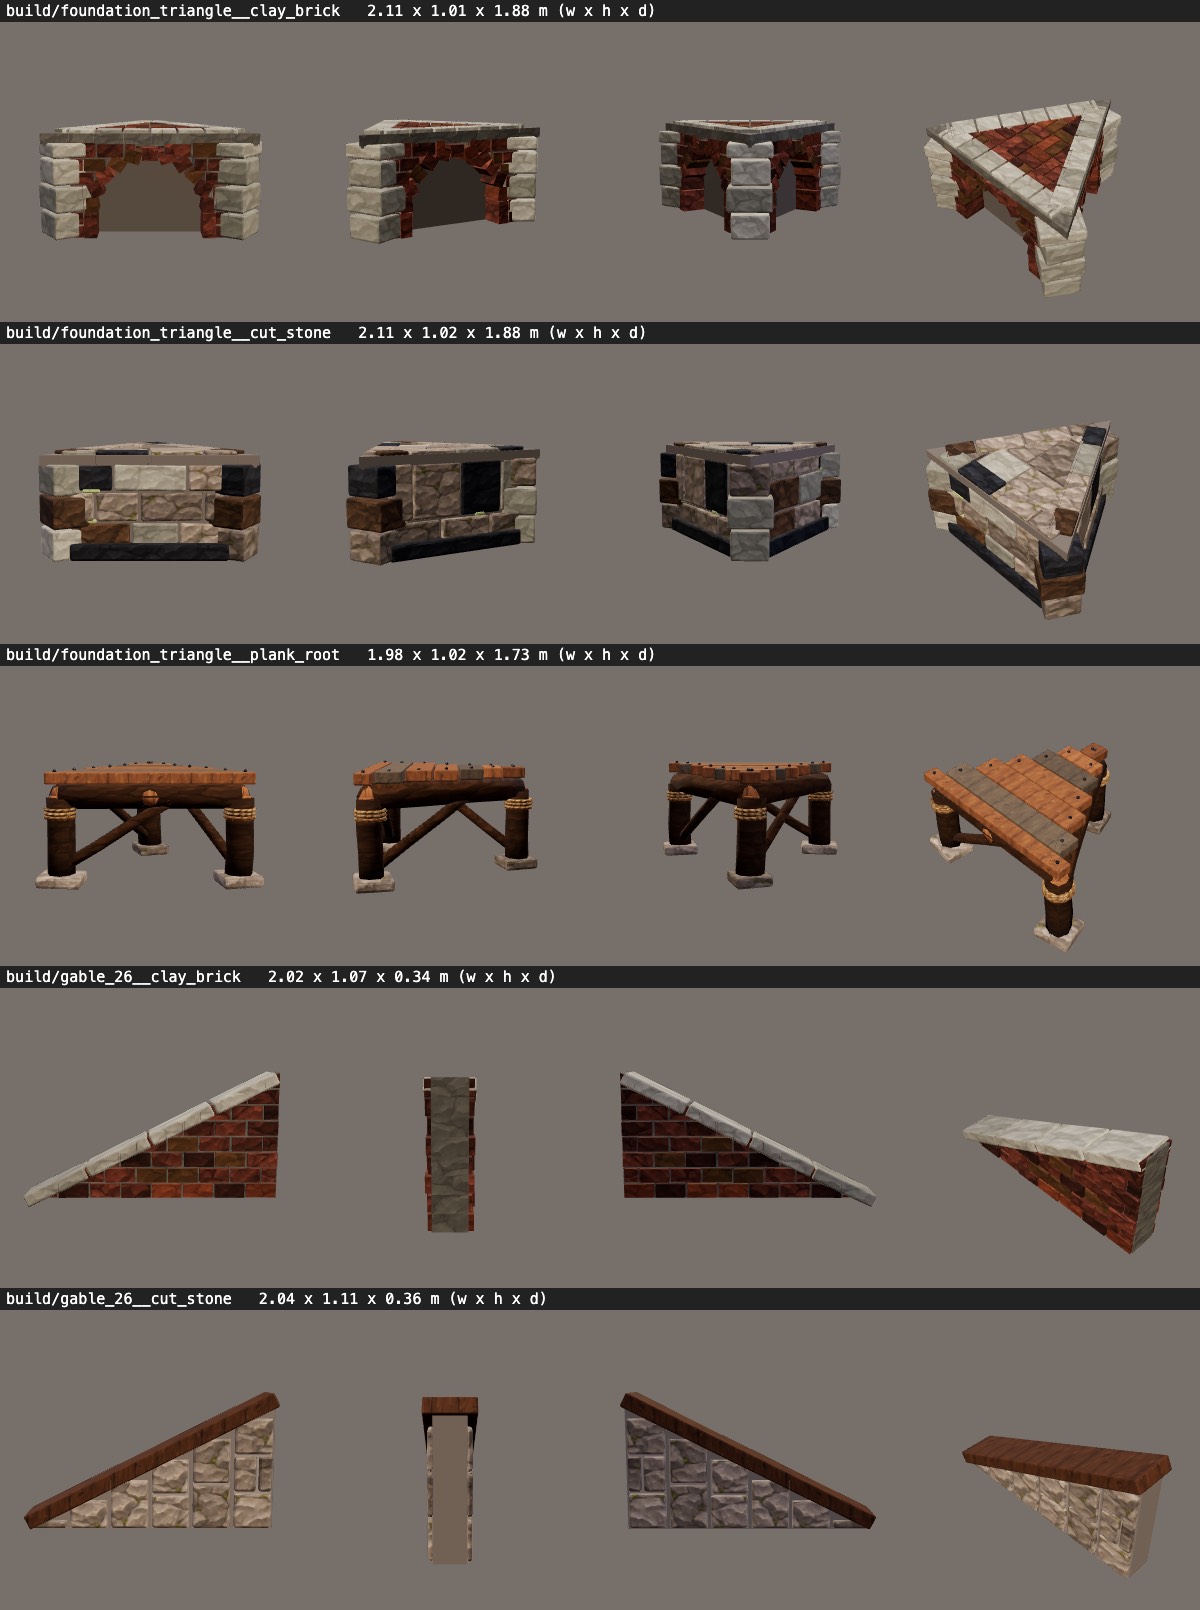 build/foundation_triangle__clay_brick   2.11 x 1.01 x 1.88 m (w x h x d)
build/foundation_triangle__cut_stone   2.11 x 1.02 x 1.88 m (w x h x d)
build/foundation_triangle__plank_root   1.98 x 1.02 x 1.73 m (w x h x d)
build/gable_26__clay_brick   2.02 x 1.07 x 0.34 m (w x h x d)
build/gable_26__cut_stone   2.04 x 1.11 x 0.36 m (w x h x d)